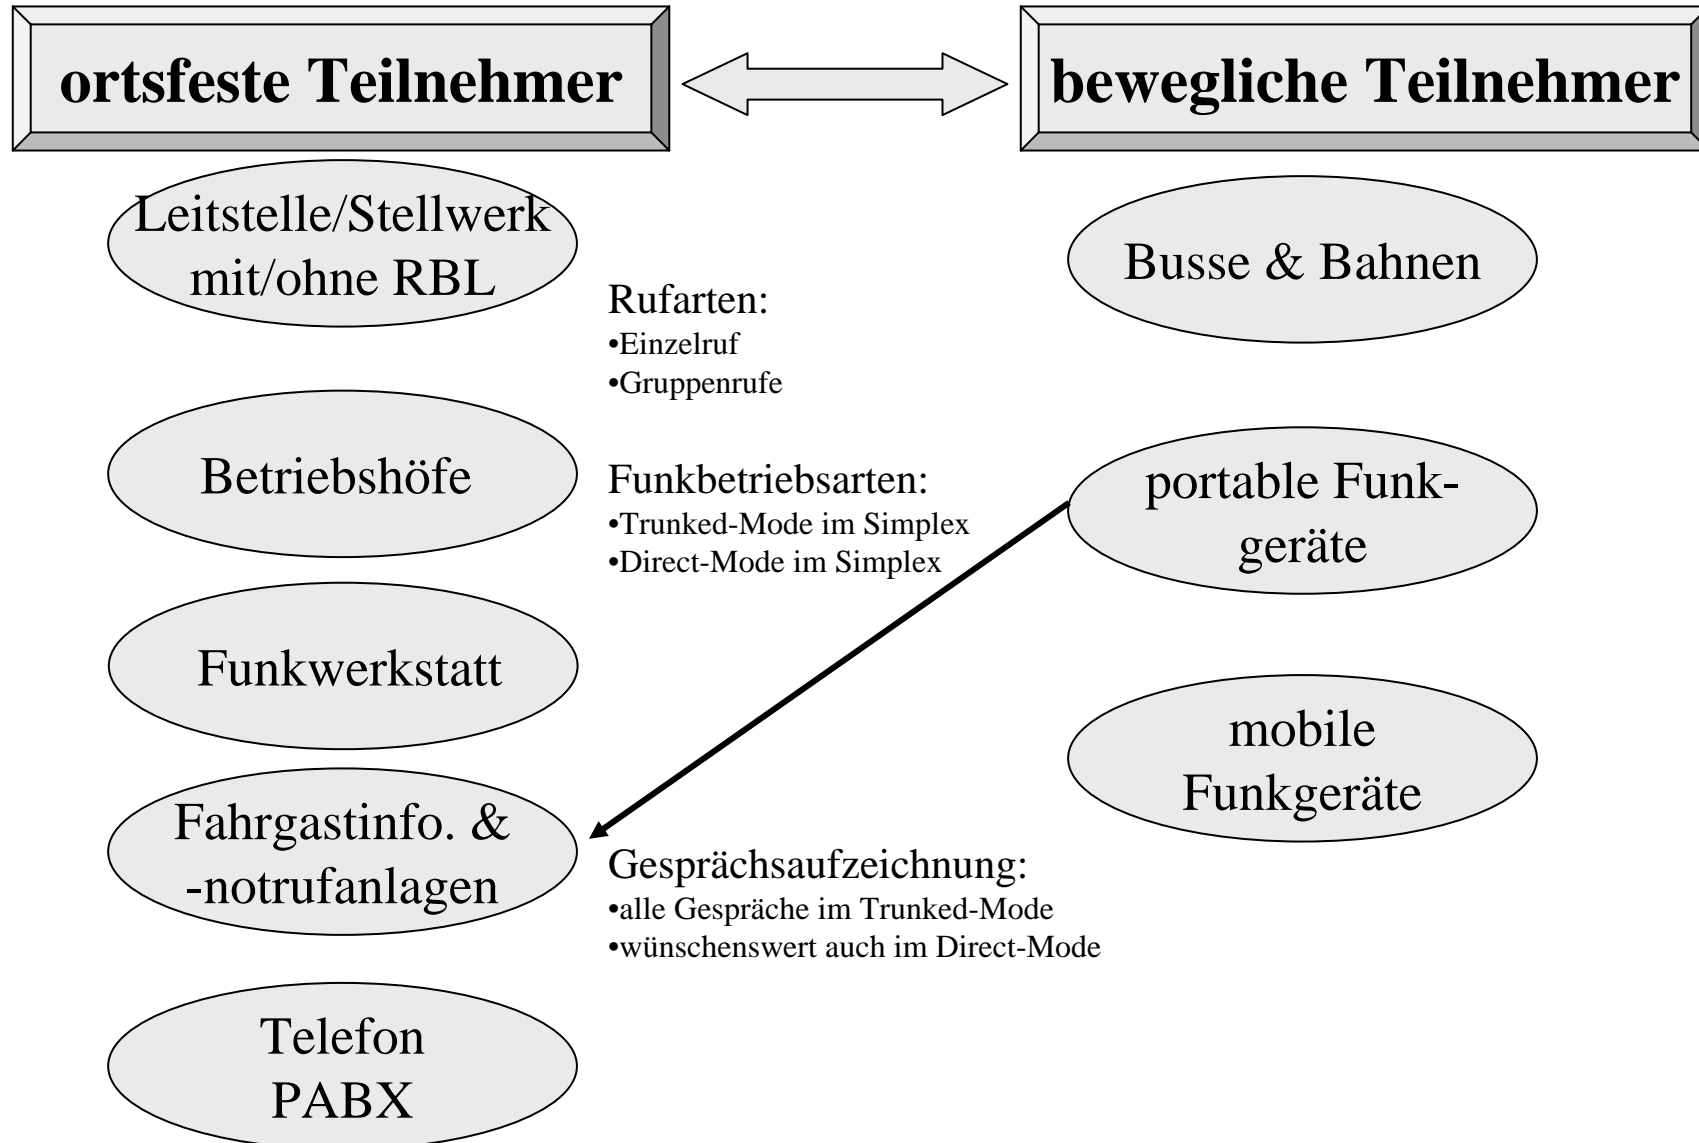 ortsfeste Teilnehmer
bewegliche Teilnehmer
Leitstelle/Stellwerk
mit/ohne RBL
Betriebshöfe
Funkwerkstatt
Fahrgastinfo. &
-notrufanlagen
Telefon
PABX
Rufarten:
•Einzelruf
•Gruppenrufe
Funkbetriebsarten:
•Trunked-Mode im Simplex
•Direct-Mode im Simplex
Gesprächsaufzeichnung:
•alle Gespräche im Trunked-Mode
•wünschenswert auch im Direct-Mode
Busse & Bahnen
portable Funk-
geräte
mobile
Funkgeräte